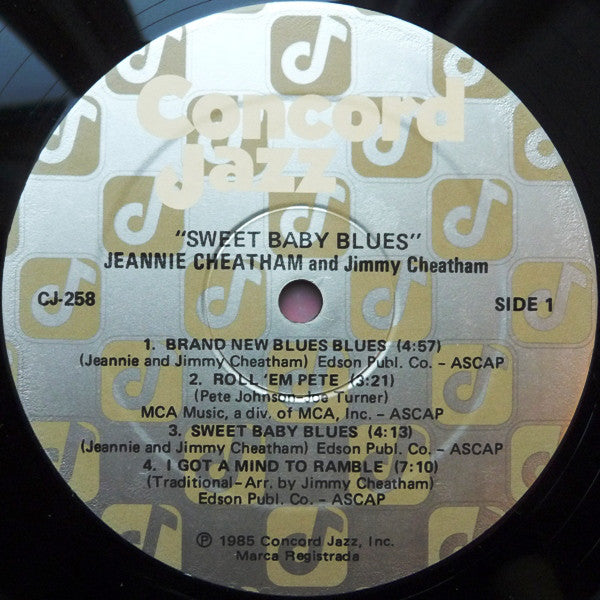 Concord
Jazz
"SWEET BABY BLUES"
JEANNIE CHEATHAM and Jimmy Cheatham
CJ-258
SIDE 1
1. BRAND NEW BLUES BLUES (4:57)
(Jeannie and Jimmy Cheatham) Edson Publ. Co. – ASCAP
2. ROLL 'EM PETE (3:21)
(Pete Johnson-Joe Turner)
MCA Music, a div. of MCA, Inc. – ASCAP
3. SWEET BABY BLUES (4:13)
(Jeannie and Jimmy Cheatham) Edson Publ. Co. – ASCAP
4. I GOT A MIND TO RAMBLE (7:10)
(Traditional–Arr. by Jimmy Cheatham)
Edson Publ. Co. – ASCAP
℗ 1985 Concord Jazz, Inc.
Marca Registrada